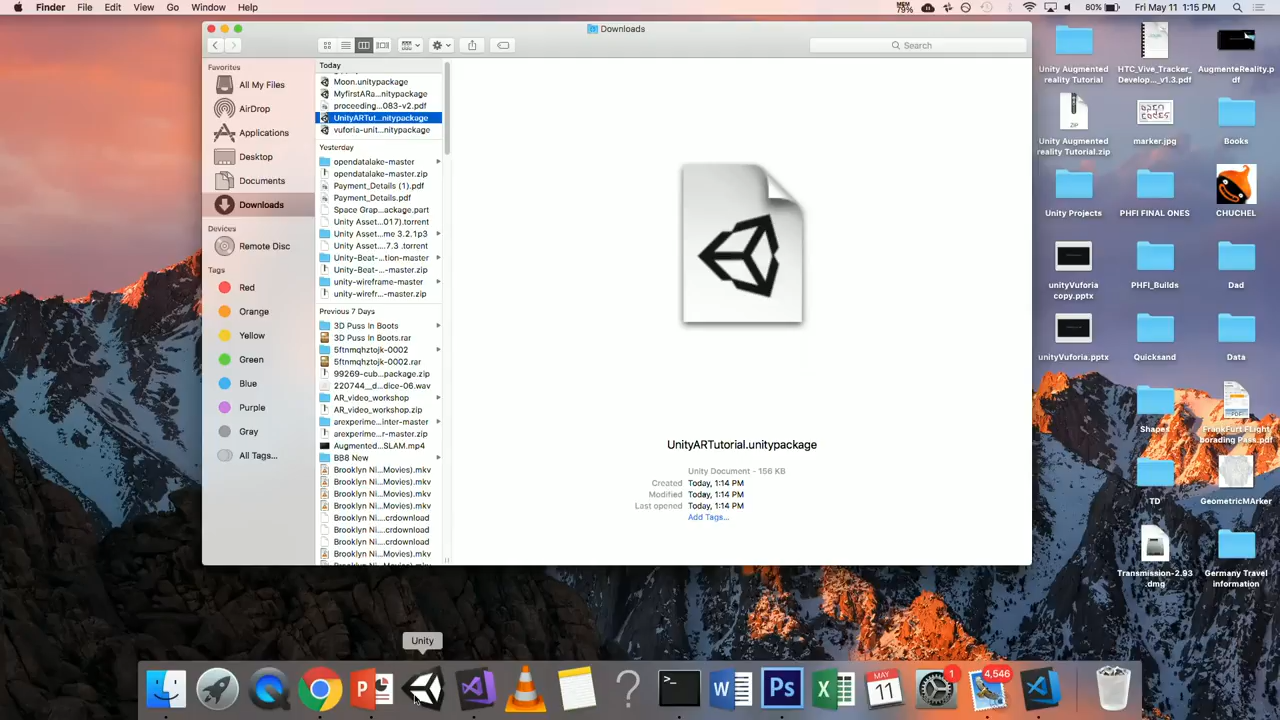 Finder File Edit View Go Window Help
MEM 79% 80% Fri May 11 1:15 PM
Downloads
Search
Favorites
All My Files
AirDrop
Applications
Desktop
Documents
Downloads
Devices
Remote Disc
Tags
Red
Orange
Yellow
Green
Blue
Purple
Gray
All Tags...
Today
Moon.unitypackage
MyfirstARa...nitypackage
proceeding...083-v2.pdf
UnityARTut...nitypackage
vuforia-unit...nitypackage
Yesterday
opendatalake-master
opendatalake-master.zip
Payment_Details (1).pdf
Payment_Details.pdf
Space Grap...ackage.part
Unity Asset...017).torrent
Unity Asset...me 3.2.1p3
Unity Asset....7.3 .torrent
Unity-Beat-...tion-master
Unity-Beat-...-master.zip
unity-wireframe-master
unity-wirefr...-master.zip
Previous 7 Days
3D Puss In Boots
3D Puss In Boots.rar
5ftnmqhztojk-0002
5ftnmqhztojk-0002.rar
99269-cub...package.zip
220744__d...dice-06.wav
AR_video_workshop
AR_video_workshop.zip
arexperime...inter-master
arexperime...r-master.zip
Augmented...SLAM.mp4
BB8 New
Brooklyn Ni...Movies).mkv
Brooklyn Ni...Movies).mkv
Brooklyn Ni...Movies).mkv
Brooklyn Ni...Movies).mkv
Brooklyn Ni....crdownload
Brooklyn Ni....crdownload
Brooklyn Ni....crdownload
Brooklyn Ni...Movies).mkv
UnityARTutorial.unitypackage
Unity Document - 156 KB
Created Today, 1:14 PM
Modified Today, 1:14 PM
Last opened Today, 1:14 PM
Add Tags...
Unity Augmented reality Tutorial
HTC_Vive_Tracker_Develop..._v1.3.pdf
AugmenteReality.pdf
Unity Augmented reality Tutorial.zip
ZIP
marker.jpg
Books
Unity Projects
PHFI FINAL ONES
CHUCHEL
unityVuforia copy.pptx
PHFI_Builds
Dad
unityVuforia.pptx
Quicksand
Data
Shapes
PDF
FrankFurt FLight borading Pass.pdf
TD
GeometricMArker
Transmission-2.93.dmg
Germany Travel information
Unity
MAY 11
1
4,546